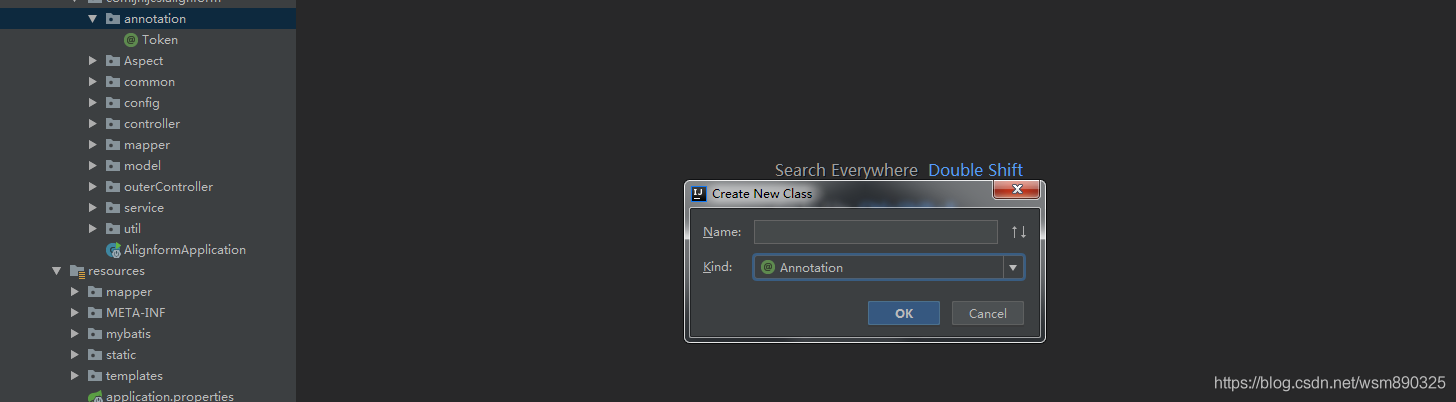 annotation
Token
Aspect
common
config
controller
mapper
model
outerController
service
util
AlignformApplication
resources
mapper
META-INF
mybatis
static
templates
application.properties
Search Everywhere Double Shift
Create New Class
Name:
Kind: Annotation
OK Cancel
https://blog.csdn.net/wsm890325